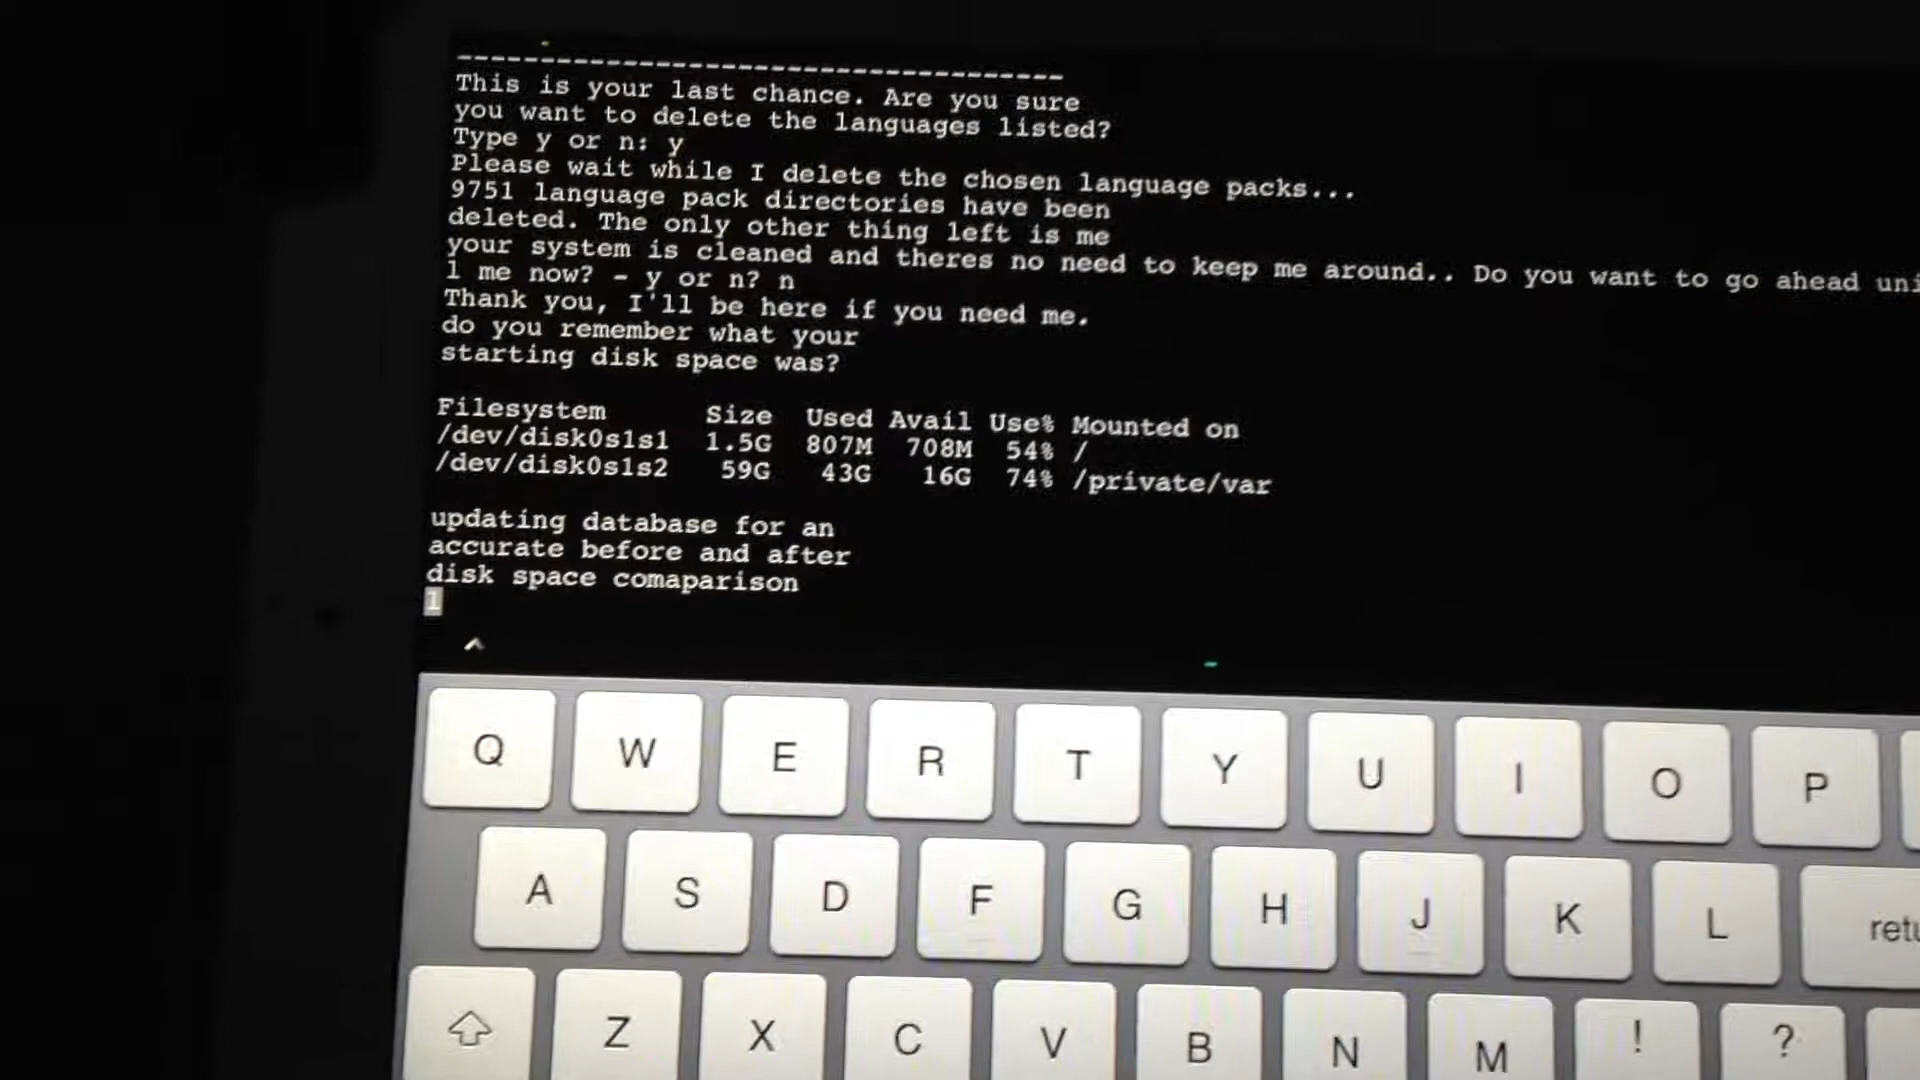 ------------------------------------
This is your last chance. Are you sure
you want to delete the languages listed?
Type y or n: y
Please wait while I delete the chosen language packs...
9751 language pack directories have been
deleted. The only other thing left is me
your system is cleaned and theres no need to keep me around.. Do you want to go ahead uni
l me now? - y or n? n
Thank you, I'll be here if you need me.
do you remember what your
starting disk space was?
Filesystem Size Used Avail Use% Mounted on
/dev/disk0s1s1 1.5G 807M 708M 54% /
/dev/disk0s1s2 59G 43G 16G 74% /private/var
updating database for an
accurate before and after
disk space comaparison
l
Q W E R T Y U I O P
A S D F G H J K L retu
Z X C V B N M ! ?